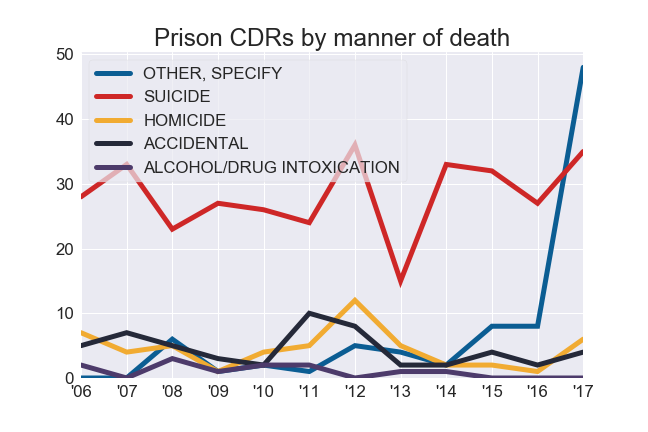 Prison CDRs by manner of death
50
40
30
20
10
0
OTHER, SPECIFY
SUICIDE
HOMICIDE
ACCIDENTAL
ALCOHOL/DRUG INTOXICATION
'06 '07 '08 '09 '10 '11 '12 '13 '14 '15 '16 '17